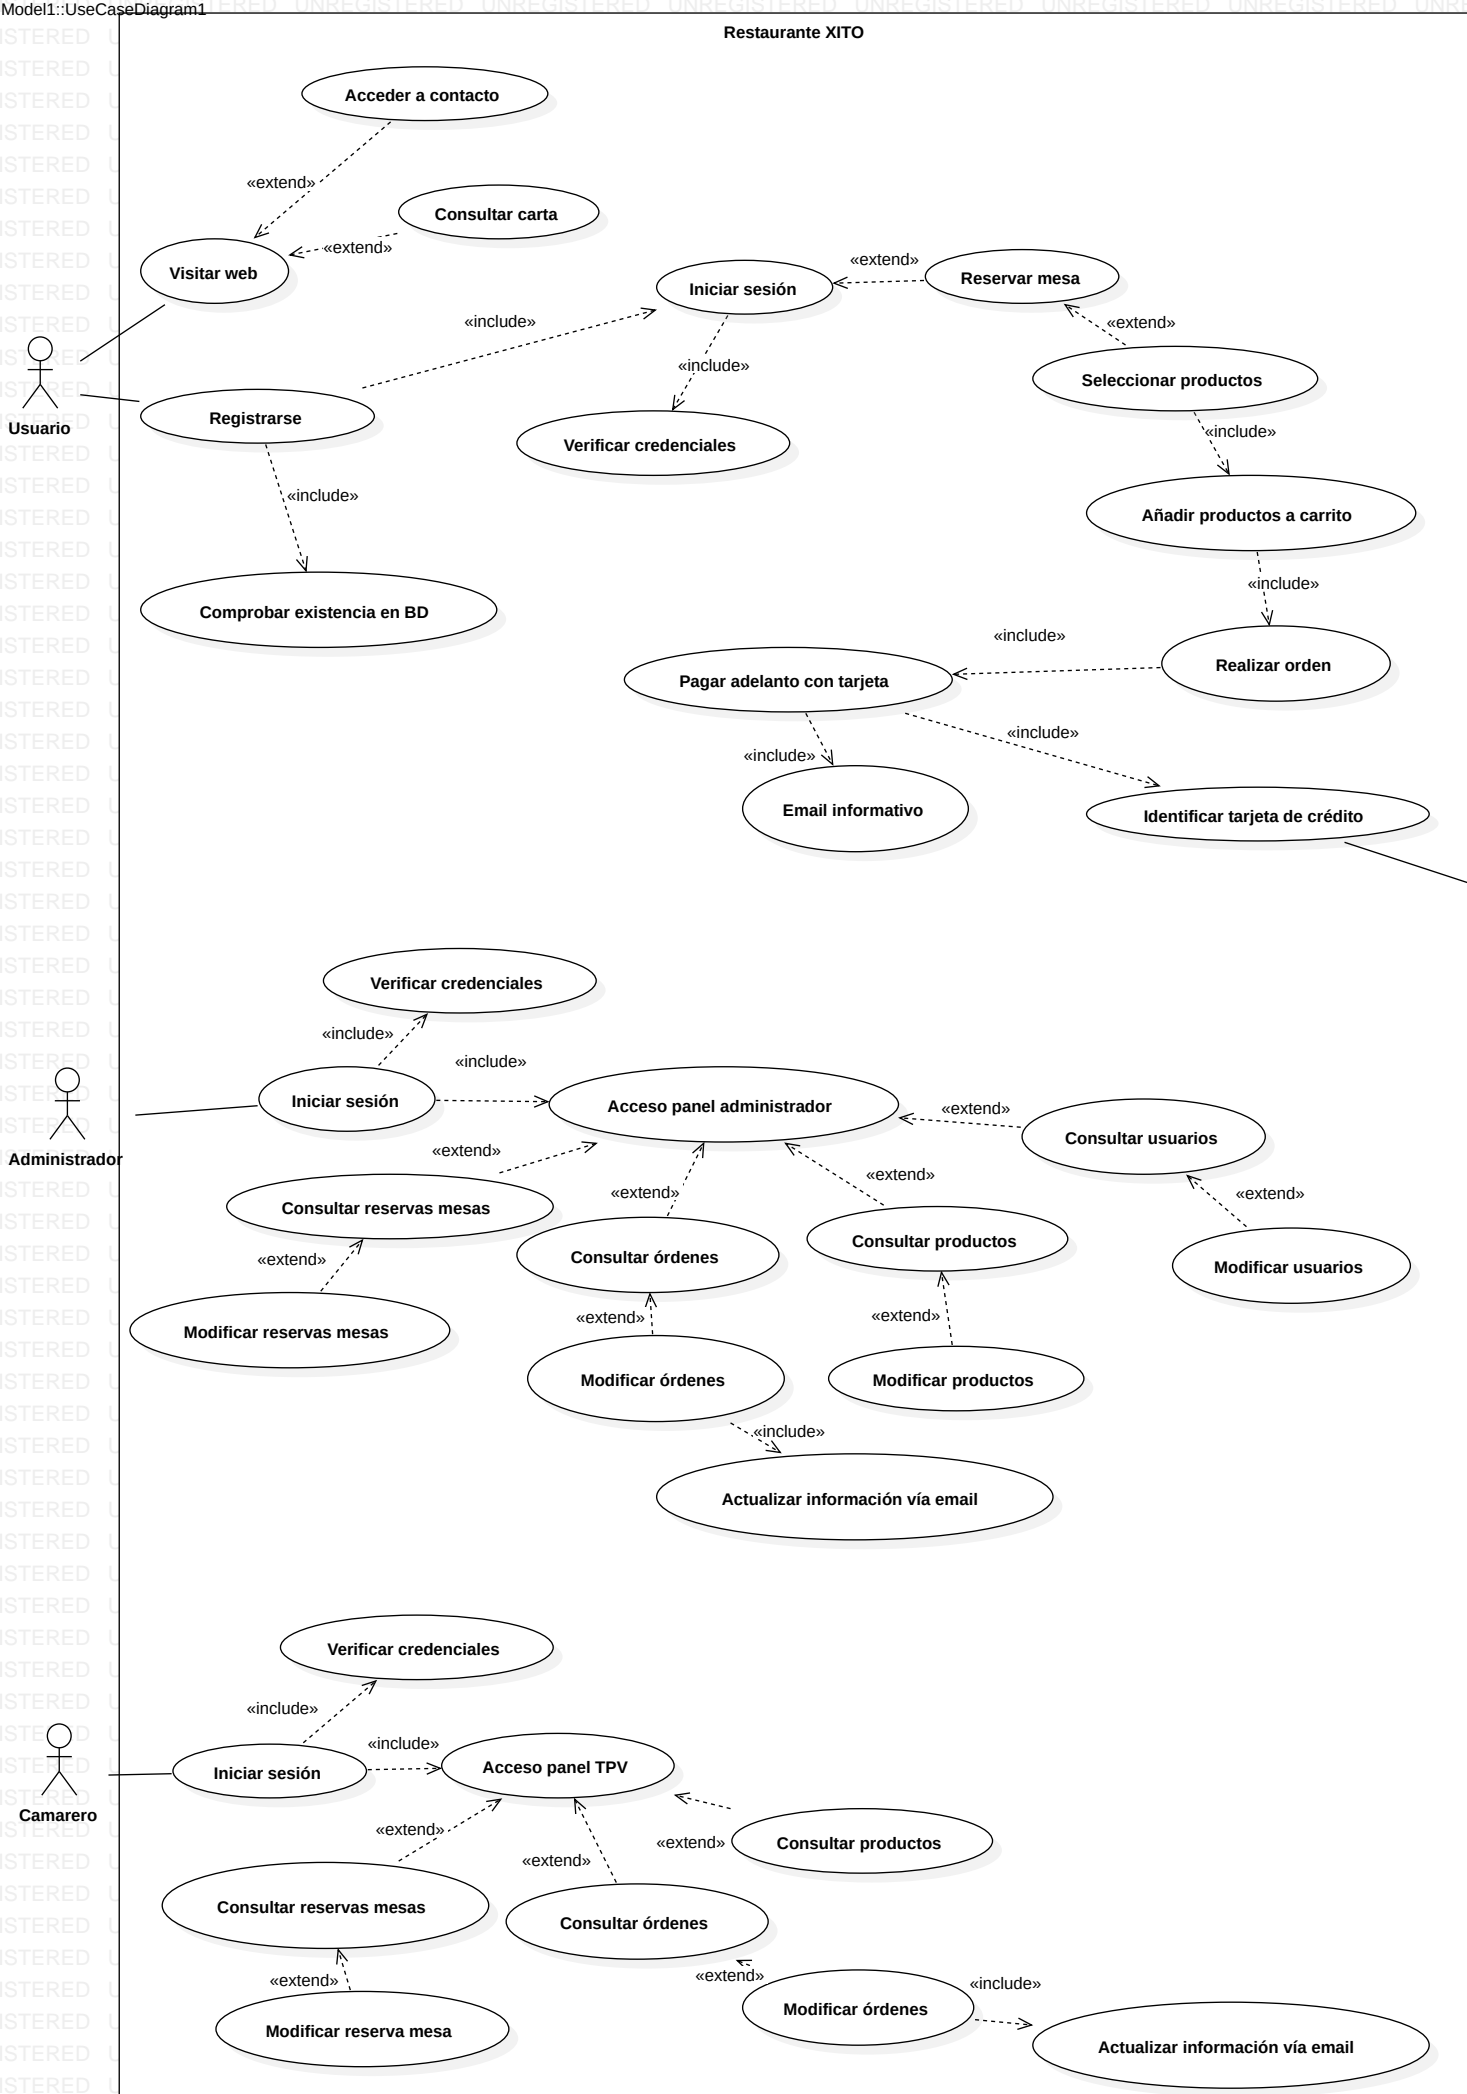 Model1::UseCaseDiagram1
Restaurante XITO
Acceder a contacto
«extend»
Consultar carta
«extend»
Visitar web
Iniciar sesión
«extend»
Reservar mesa
«include»
«extend»
«include»
Seleccionar productos
Usuario
Registrarse
«include»
Verificar credenciales
«include»
Añadir productos a carrito
«include»
Comprobar existencia en BD
«include»
Realizar orden
Pagar adelanto con tarjeta
«include»
«include»
Email informativo
Identificar tarjeta de crédito
Verificar credenciales
«include»
«include»
Iniciar sesión
Acceso panel administrador
«extend»
Consultar usuarios
Administrador
«extend»
«extend»
«extend»
«extend»
Consultar reservas mesas
Consultar órdenes
Consultar productos
«extend»
Modificar usuarios
«extend»
«extend»
Modificar reservas mesas
Modificar órdenes
Modificar productos
«include»
Actualizar información vía email
Verificar credenciales
«include»
«include»
Iniciar sesión
Acceso panel TPV
Camarero
«extend»
«extend»
Consultar productos
«extend»
Consultar reservas mesas
Consultar órdenes
«extend»
«extend»
«include»
Modificar órdenes
Modificar reserva mesa
Actualizar información vía email
UNREGISTERED